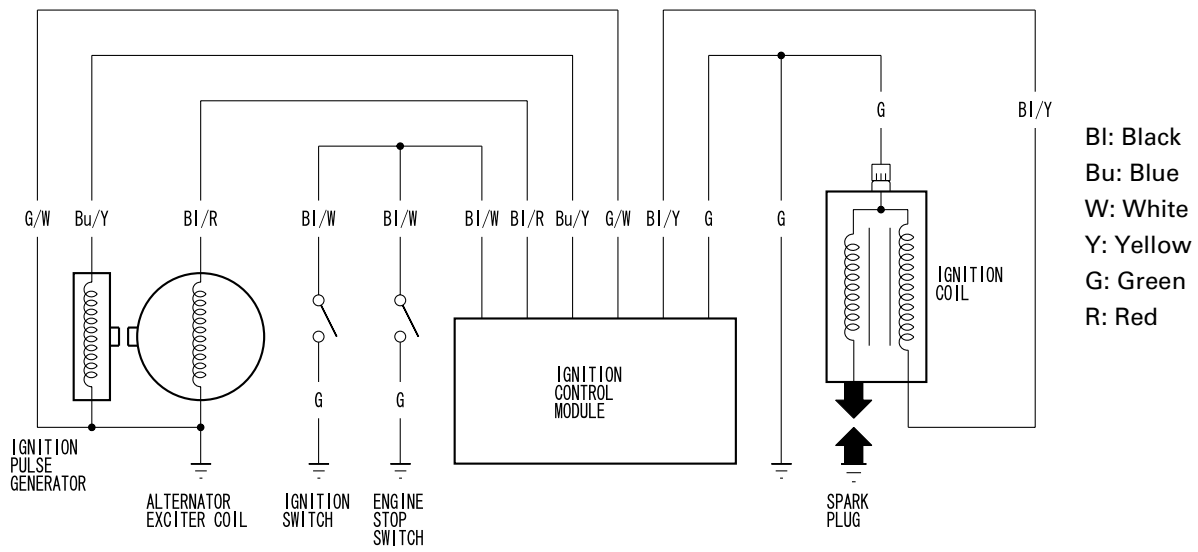 G
Bl/Y
G/W
Bu/Y
Bl/R
Bl/W
Bl/W
Bl/W
Bl/R
Bu/Y
G/W
Bl/Y
G
G
Bl: Black
Bu: Blue
W: White
Y: Yellow
G: Green
R: Red
IGNITION
COIL
IGNITION
CONTROL
MODULE
G
G
IGNITION
PULSE
GENERATOR
ALTERNATOR
EXCITER COIL
IGNITION
SWITCH
ENGINE
STOP
SWITCH
SPARK
PLUG